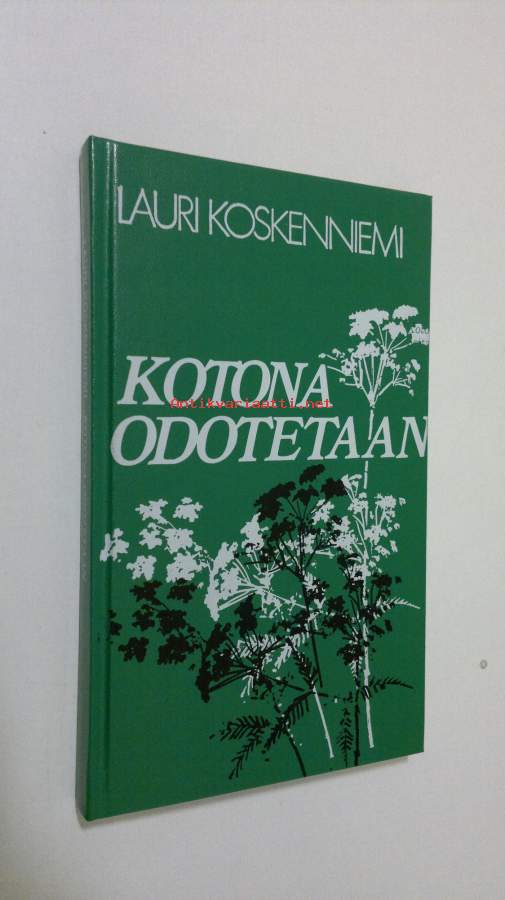 LAURI KOSKENNIEMI
KOTONA
Antikvariaatti.net
ODOTETAAN